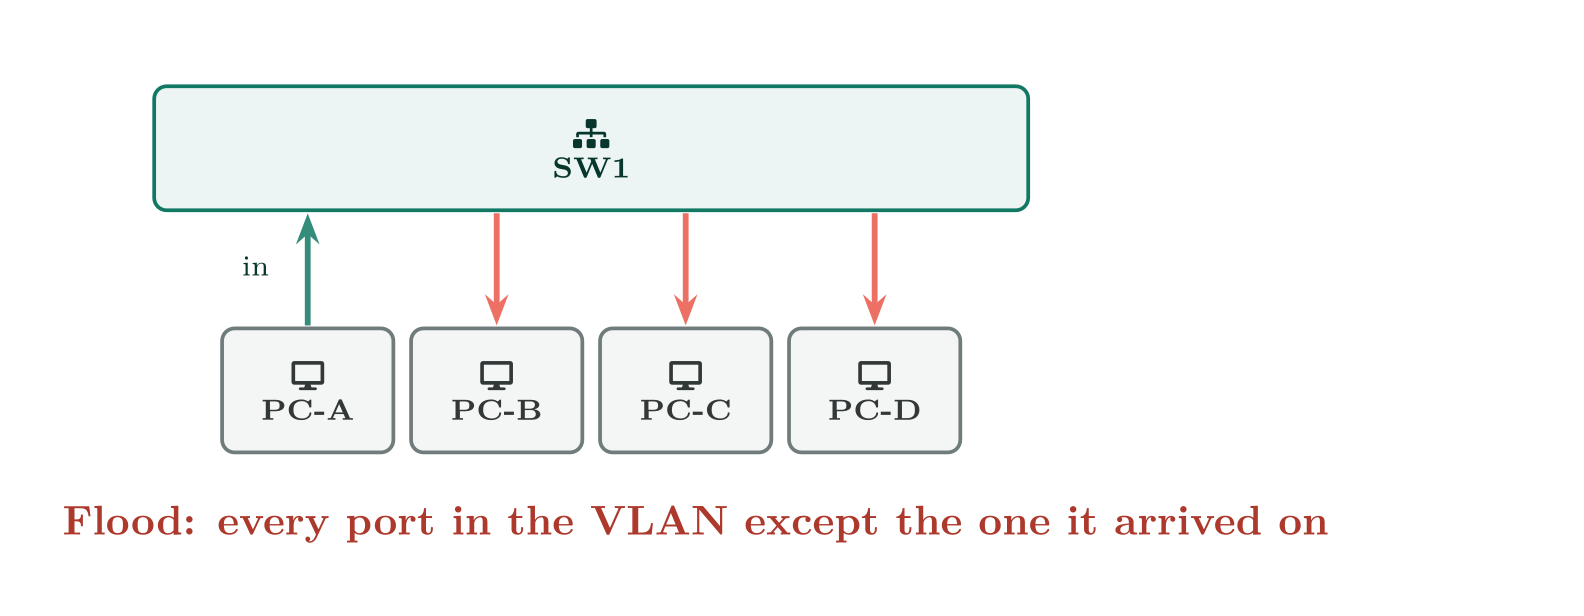 SW1
in
PC-A PC-B PC-C PC-D
Flood: every port in the VLAN except the one it arrived on